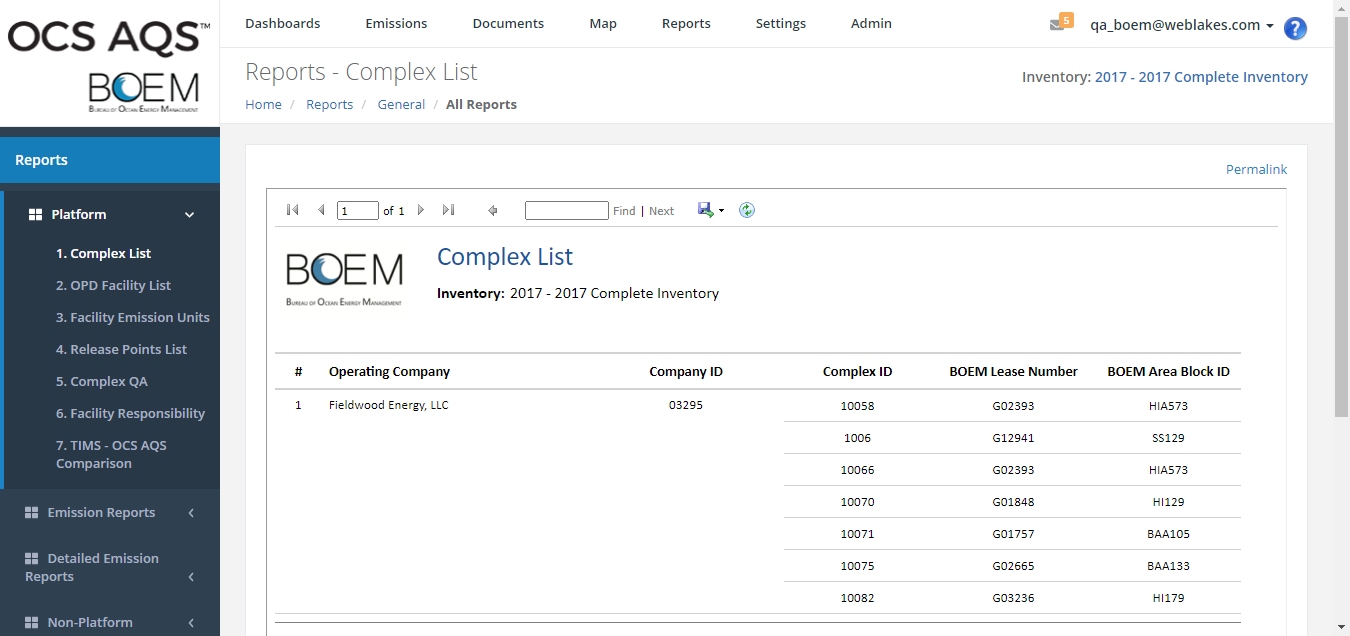 OCS AQS™
BOEM
BUREAU OF OCEAN ENERGY MANAGEMENT
Dashboards Emissions Documents Map Reports Settings Admin
5 qa_boem@weblakes.com ?
Reports - Complex List
Inventory: 2017 - 2017 Complete Inventory
Home / Reports / General / All Reports
Reports
Platform
1. Complex List
2. OPD Facility List
3. Facility Emission Units
4. Release Points List
5. Complex QA
6. Facility Responsibility
7. TIMS - OCS AQS
Comparison
Emission Reports
Detailed Emission
Reports
Non-Platform
Permalink
1 of 1 Find | Next
BOEM
BUREAU OF OCEAN ENERGY MANAGEMENT
Complex List
Inventory: 2017 - 2017 Complete Inventory
# Operating Company Company ID Complex ID BOEM Lease Number BOEM Area Block ID
1 Fieldwood Energy, LLC 03295 10058 G02393 HIA573
1006 G12941 SS129
10066 G02393 HIA573
10070 G01848 HI129
10071 G01757 BAA105
10075 G02665 BAA133
10082 G03236 HI179